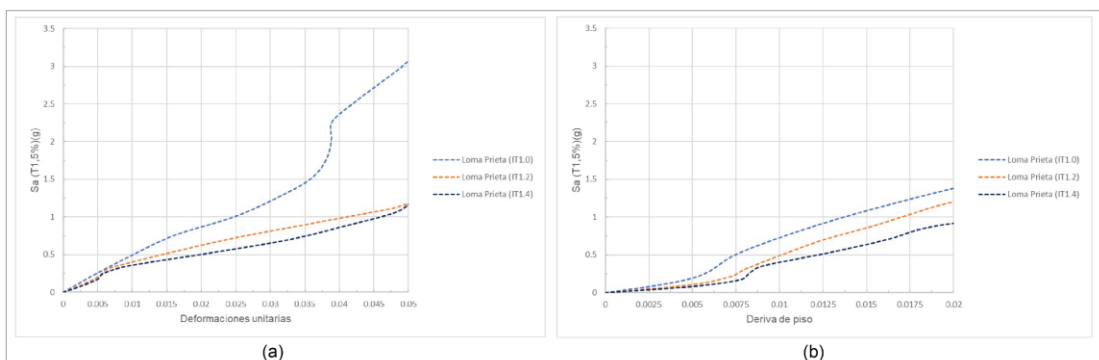 3.5
3
2.5
2
1.5
1
0.5
0
Sa (T1,5%)(g)
0 0.005 0.01 0.015 0.02 0.025 0.03 0.035 0.04 0.045 0.05
Deformaciones unitarias
Loma Prieta (IT1.0)
Loma Prieta (IT1.2)
Loma Prieta (IT1.4)
(a)
3.5
3
2.5
2
1.5
1
0.5
0
Sa (T1,5%)(g)
0 0.0025 0.005 0.0075 0.01 0.0125 0.015 0.0175 0.02
Deriva de piso
Loma Prieta (IT1.0)
Loma Prieta (IT1.2)
Loma Prieta (IT1.4)
(b)